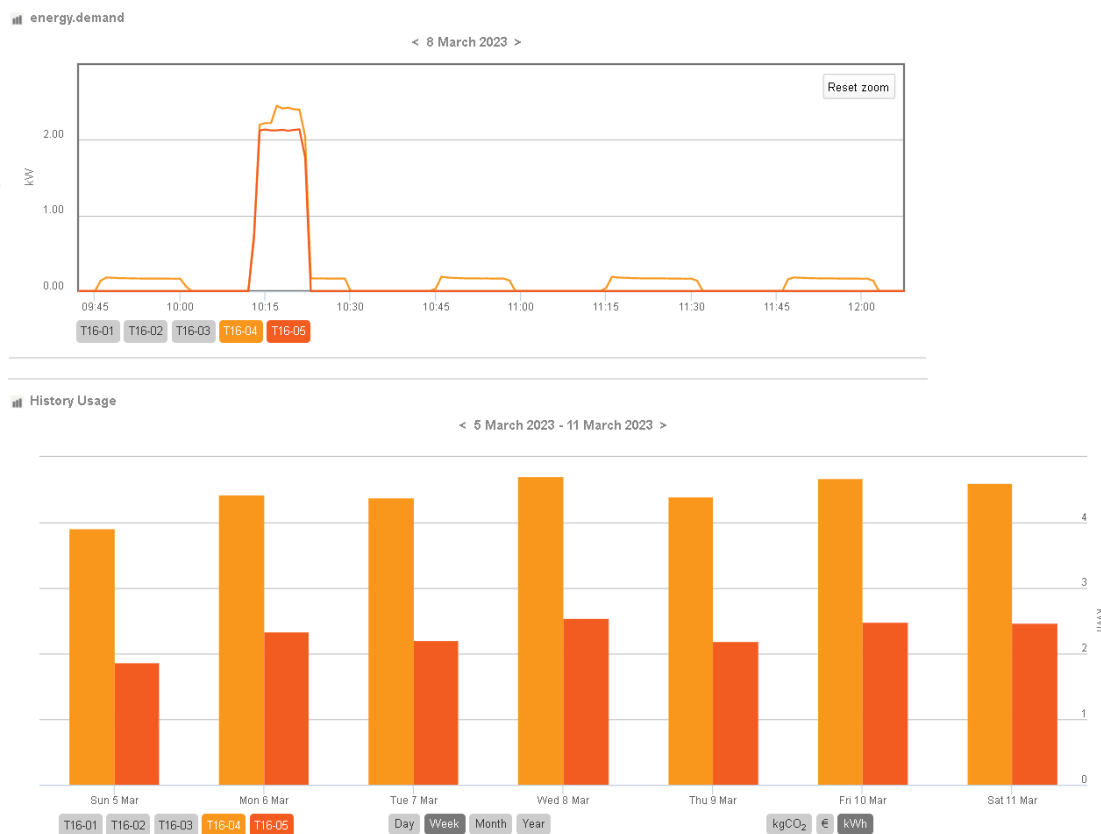 energy.demand
< 8 March 2023 >
Reset zoom
2.00
kW
1.00
0.00
09:45 10:00 10:15 10:30 10:45 11:00 11:15 11:30 11:45 12:00
T16-01 T16-02 T16-03 T16-04 T16-05
History Usage
< 5 March 2023 - 11 March 2023 >
4
3
2
1
0
Sun 5 Mar Mon 6 Mar Tue 7 Mar Wed 8 Mar Thu 9 Mar Fri 10 Mar Sat 11 Mar
T16-01 T16-02 T16-03 T16-04 T16-05 Day Week Month Year kgCO₂ € kWh